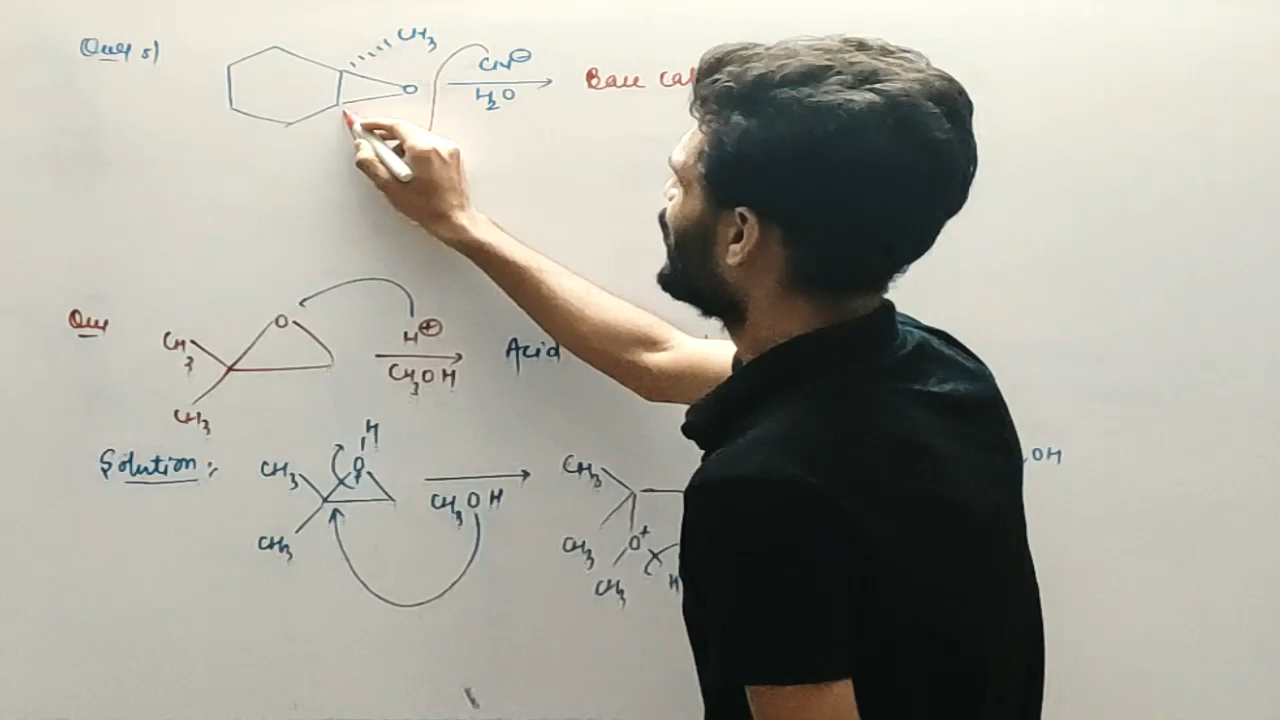 Ques 5)
CH3
O
CN⊖
H2O
Base
Que
CH3
CH3
O
H⊕
CH3OH
Acid
Solution :
CH3
CH3
O
H
CH3OH
CH3
CH3
O+
CH3
H
OH